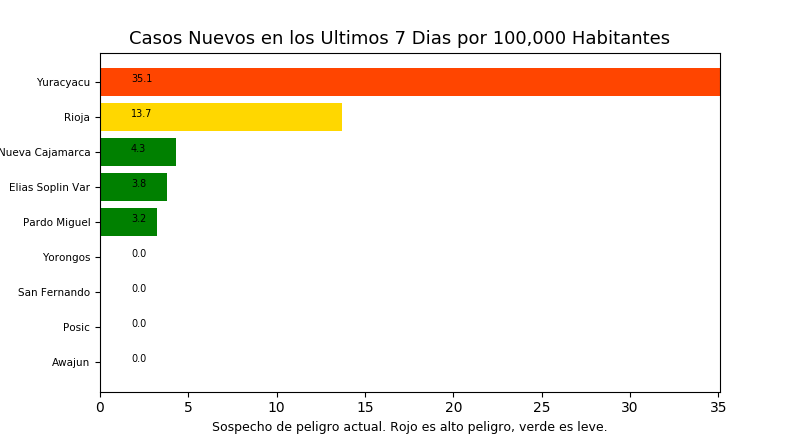 Casos Nuevos en los Ultimos 7 Dias por 100,000 Habitantes
Yuracyacu 35.1
Rioja 13.7
Nueva Cajamarca 4.3
Elias Soplin Var 3.8
Pardo Miguel 3.2
Yorongos 0.0
San Fernando 0.0
Posic 0.0
Awajun 0.0
0 5 10 15 20 25 30 35
Sospecho de peligro actual. Rojo es alto peligro, verde es leve.